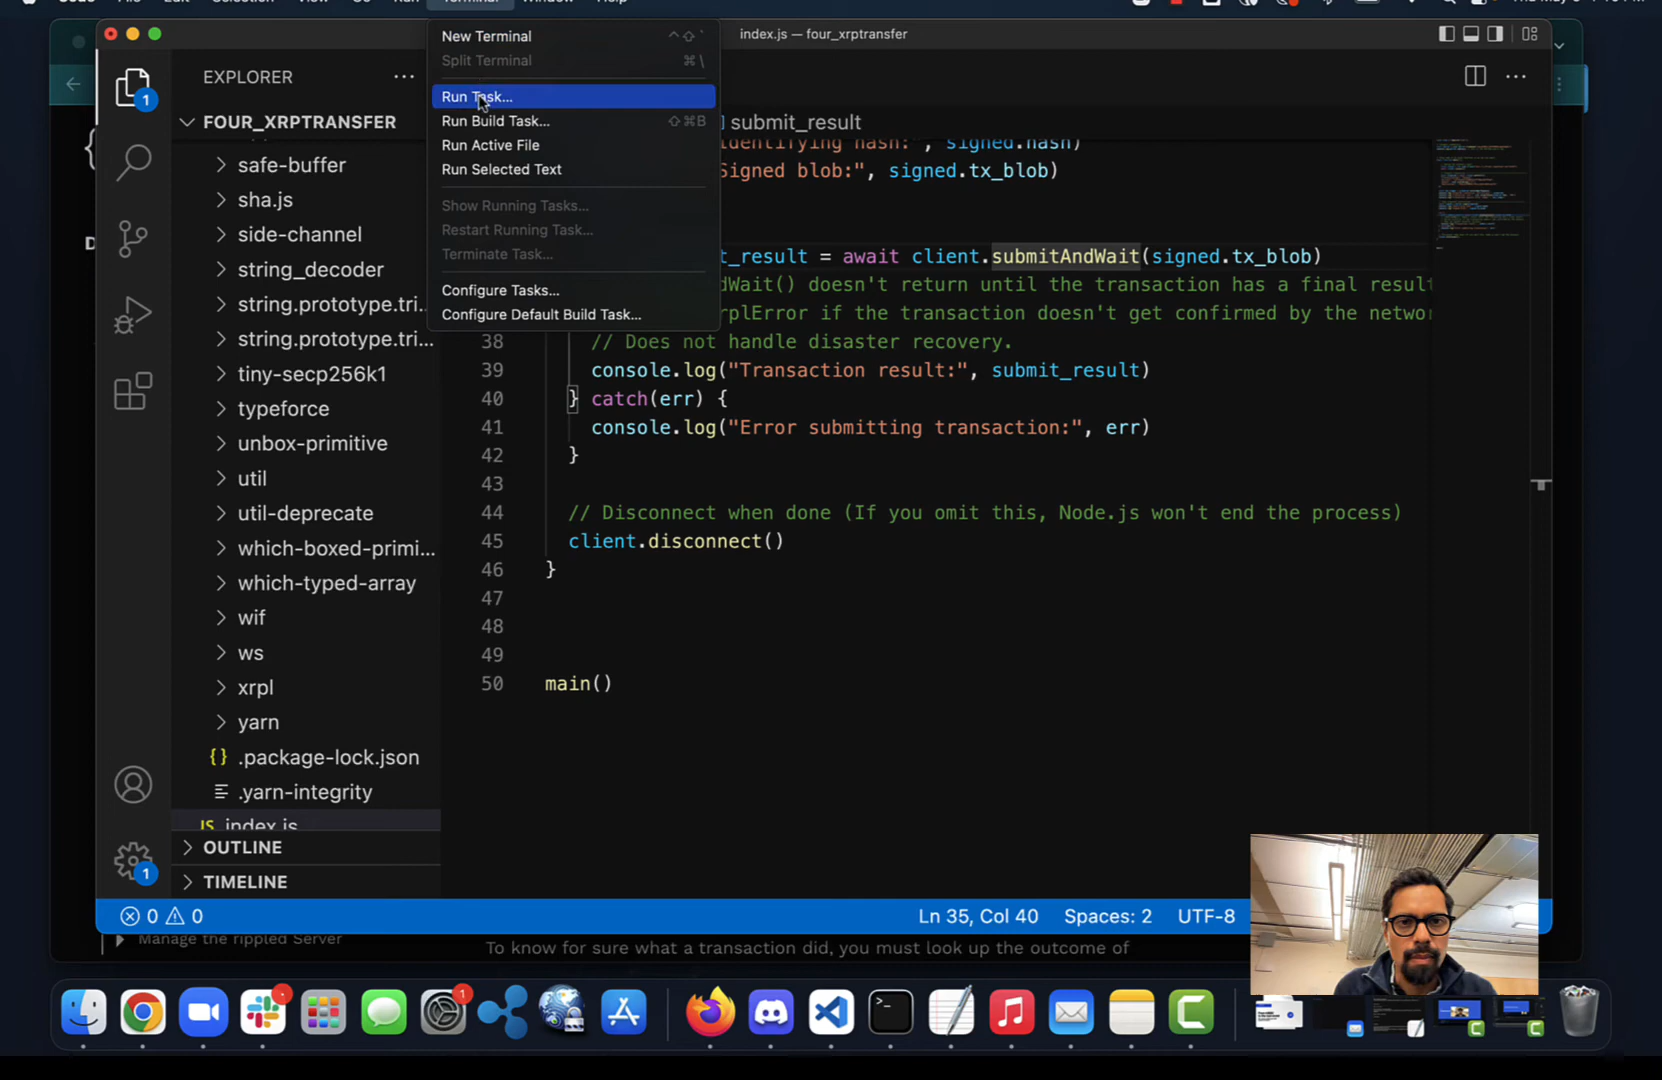 index.js — four_xrptransfer
New Terminal
Split Terminal
Run Task...
Run Build Task...
Run Active File
Run Selected Text
Show Running Tasks...
Restart Running Task...
Terminate Task...
Configure Tasks...
Configure Default Build Task...
EXPLORER
FOUR_XRPTRANSFER
safe-buffer
sha.js
side-channel
string_decoder
string.prototype.tri...
string.prototype.tri...
tiny-secp256k1
typeforce
unbox-primitive
util
util-deprecate
which-boxed-primi...
which-typed-array
wif
ws
xrpl
yarn
{} .package-lock.json
.yarn-integrity
JS index.js
OUTLINE
TIMELINE
submit_result
dentifying hash:", signed.hash)
Signed blob:", signed.tx_blob)
t_result = await client.submitAndWait(signed.tx_blob)
dWait() doesn't return until the transaction has a final result
rplError if the transaction doesn't get confirmed by the networ
38 // Does not handle disaster recovery.
39 console.log("Transaction result:", submit_result)
40 } catch(err) {
41 console.log("Error submitting transaction:", err)
42 }
43
44 // Disconnect when done (If you omit this, Node.js won't end the process)
45 client.disconnect()
46 }
47
48
49
50 main()
0 0
Ln 35, Col 40 Spaces: 2 UTF-8
Manage the rippled Server
To know for sure what a transaction did, you must look up the outcome of